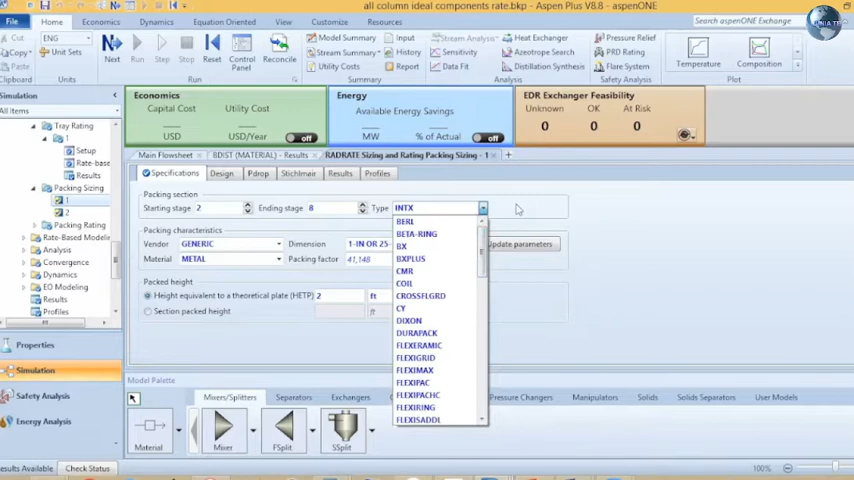 all column ideal components rate.bkp - Aspen Plus V8.8 - aspenONE
File Home Economics Dynamics Equation Oriented View Customize Resources
Search aspenONE Exchange
Cut ENG
Copy Unit Sets
Paste
Next Run Step Stop Reset Control Panel Reconcile
Model Summary Input
Stream Summary History
Utility Costs Report
Stream Analysis Heat Exchanger
Sensitivity Azeotrope Search
Data Fit Distillation Synthesis
Pressure Relief
PRD Rating
Flare System
Temperature Composition
Clipboard Units Run Summary Analysis Safety Analysis Plot
Simulation
All Items
Economics
Capital Cost Utility Cost
USD USD/Year off
Energy
Available Energy Savings
MW % of Actual off
EDR Exchanger Feasibility
Unknown OK At Risk
0 0 0
Main Flowsheet BDIST (MATERIAL) - Results RADRATE Sizing and Rating Packing Sizing - 1 +
Tray Rating
1
Setup
Rate-base
Results
Packing Sizing
1
2
Packing Rating
Rate-Based Modelin
Analysis
Convergence
Dynamics
EO Modeling
Results
Profiles
Properties
Simulation
Safety Analysis
Energy Analysis
Specifications Design Pdrop Stichlmair Results Profiles
Packing section
Starting stage 2 Ending stage 8 Type INTX
Packing characteristics
Vendor GENERIC Dimension 1-IN OR 25-
Material METAL Packing factor 41,148
Update parameters
Packed height
Height equivalent to a theoretical plate (HETP) 2 ft
Section packed height ft
BERL
BETA-RING
BX
BXPLUS
CMR
COIL
CROSSFLGRD
CY
DIXON
DURAPACK
FLEXERAMIC
FLEXIGRID
FLEXIMAX
FLEXIPAC
FLEXIPACHC
FLEXIRING
FLEXISADDL
Modal Palette
Mixers/Splitters Separators Exchangers Pressure Changers Manipulators Solids Solids Separators User Models
Material Mixer FSplit SSplit
Results Available Check Status
100%